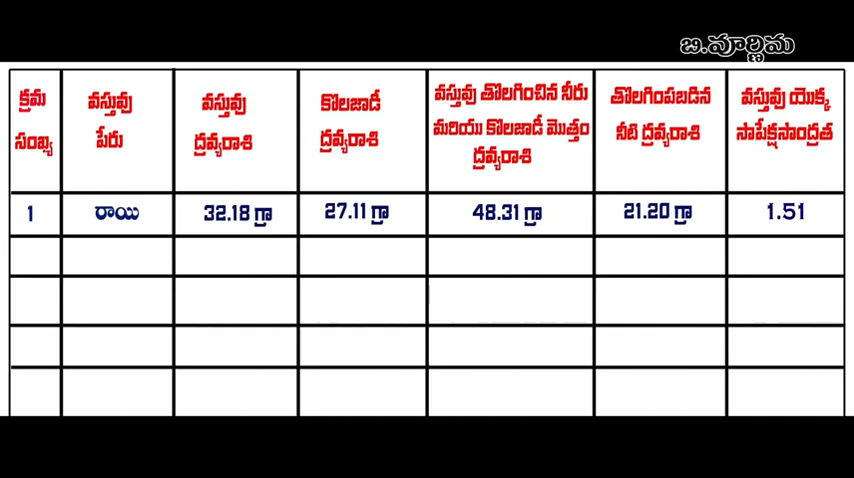 బి.పూర్ణిమ
క్రమ సంఖ్య
వస్తువు పేరు
వస్తువు ద్రవ్యరాశి
కొలజాడీ ద్రవ్యరాశి
వస్తువు తొలగించిన నీరు మరియు కొలజాడీ మొత్తం ద్రవ్యరాశి
తొలగింపబడిన నీటి ద్రవ్యరాశి
వస్తువు యొక్క సాపేక్షసాంద్రత
1 రాయి 32.18 గ్రా 27.11 గ్రా 48.31 గ్రా 21.20 గ్రా 1.51